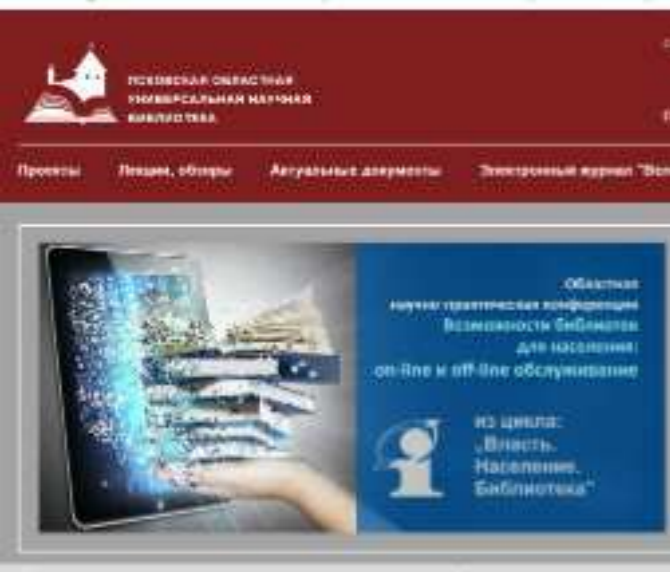 ПСКОВСКАЯ ОБЛАСТНАЯ
УНИВЕРСАЛЬНАЯ НАУЧНАЯ
БИБЛИОТЕКА
Проекты Лекции, обзоры Актуальные документы Электронный журнал
Областная
научно-практическая конференция
Возможности библиотек
для населения:
on-line и off-line обслуживание
из цикла:
„Власть.
Население.
Библиотека"